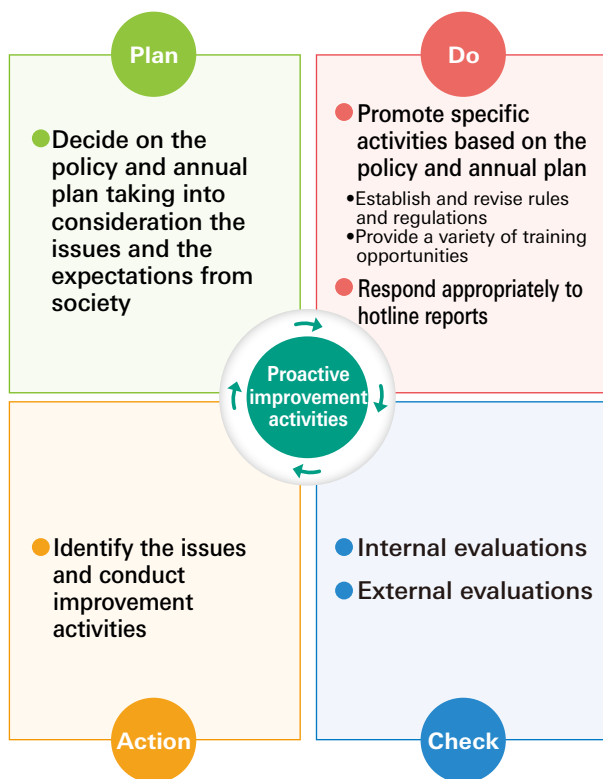 Plan
Decide on the
policy and annual
plan taking into
consideration the
issues and the
expectations from
society
Do
Promote specific
activities based on the
policy and annual plan
•Establish and revise rules
and regulations
•Provide a variety of training
opportunities
Respond appropriately to
hotline reports
Proactive
improvement
activities
Identify the issues
and conduct
improvement
activities
Action
Internal evaluations
External evaluations
Check